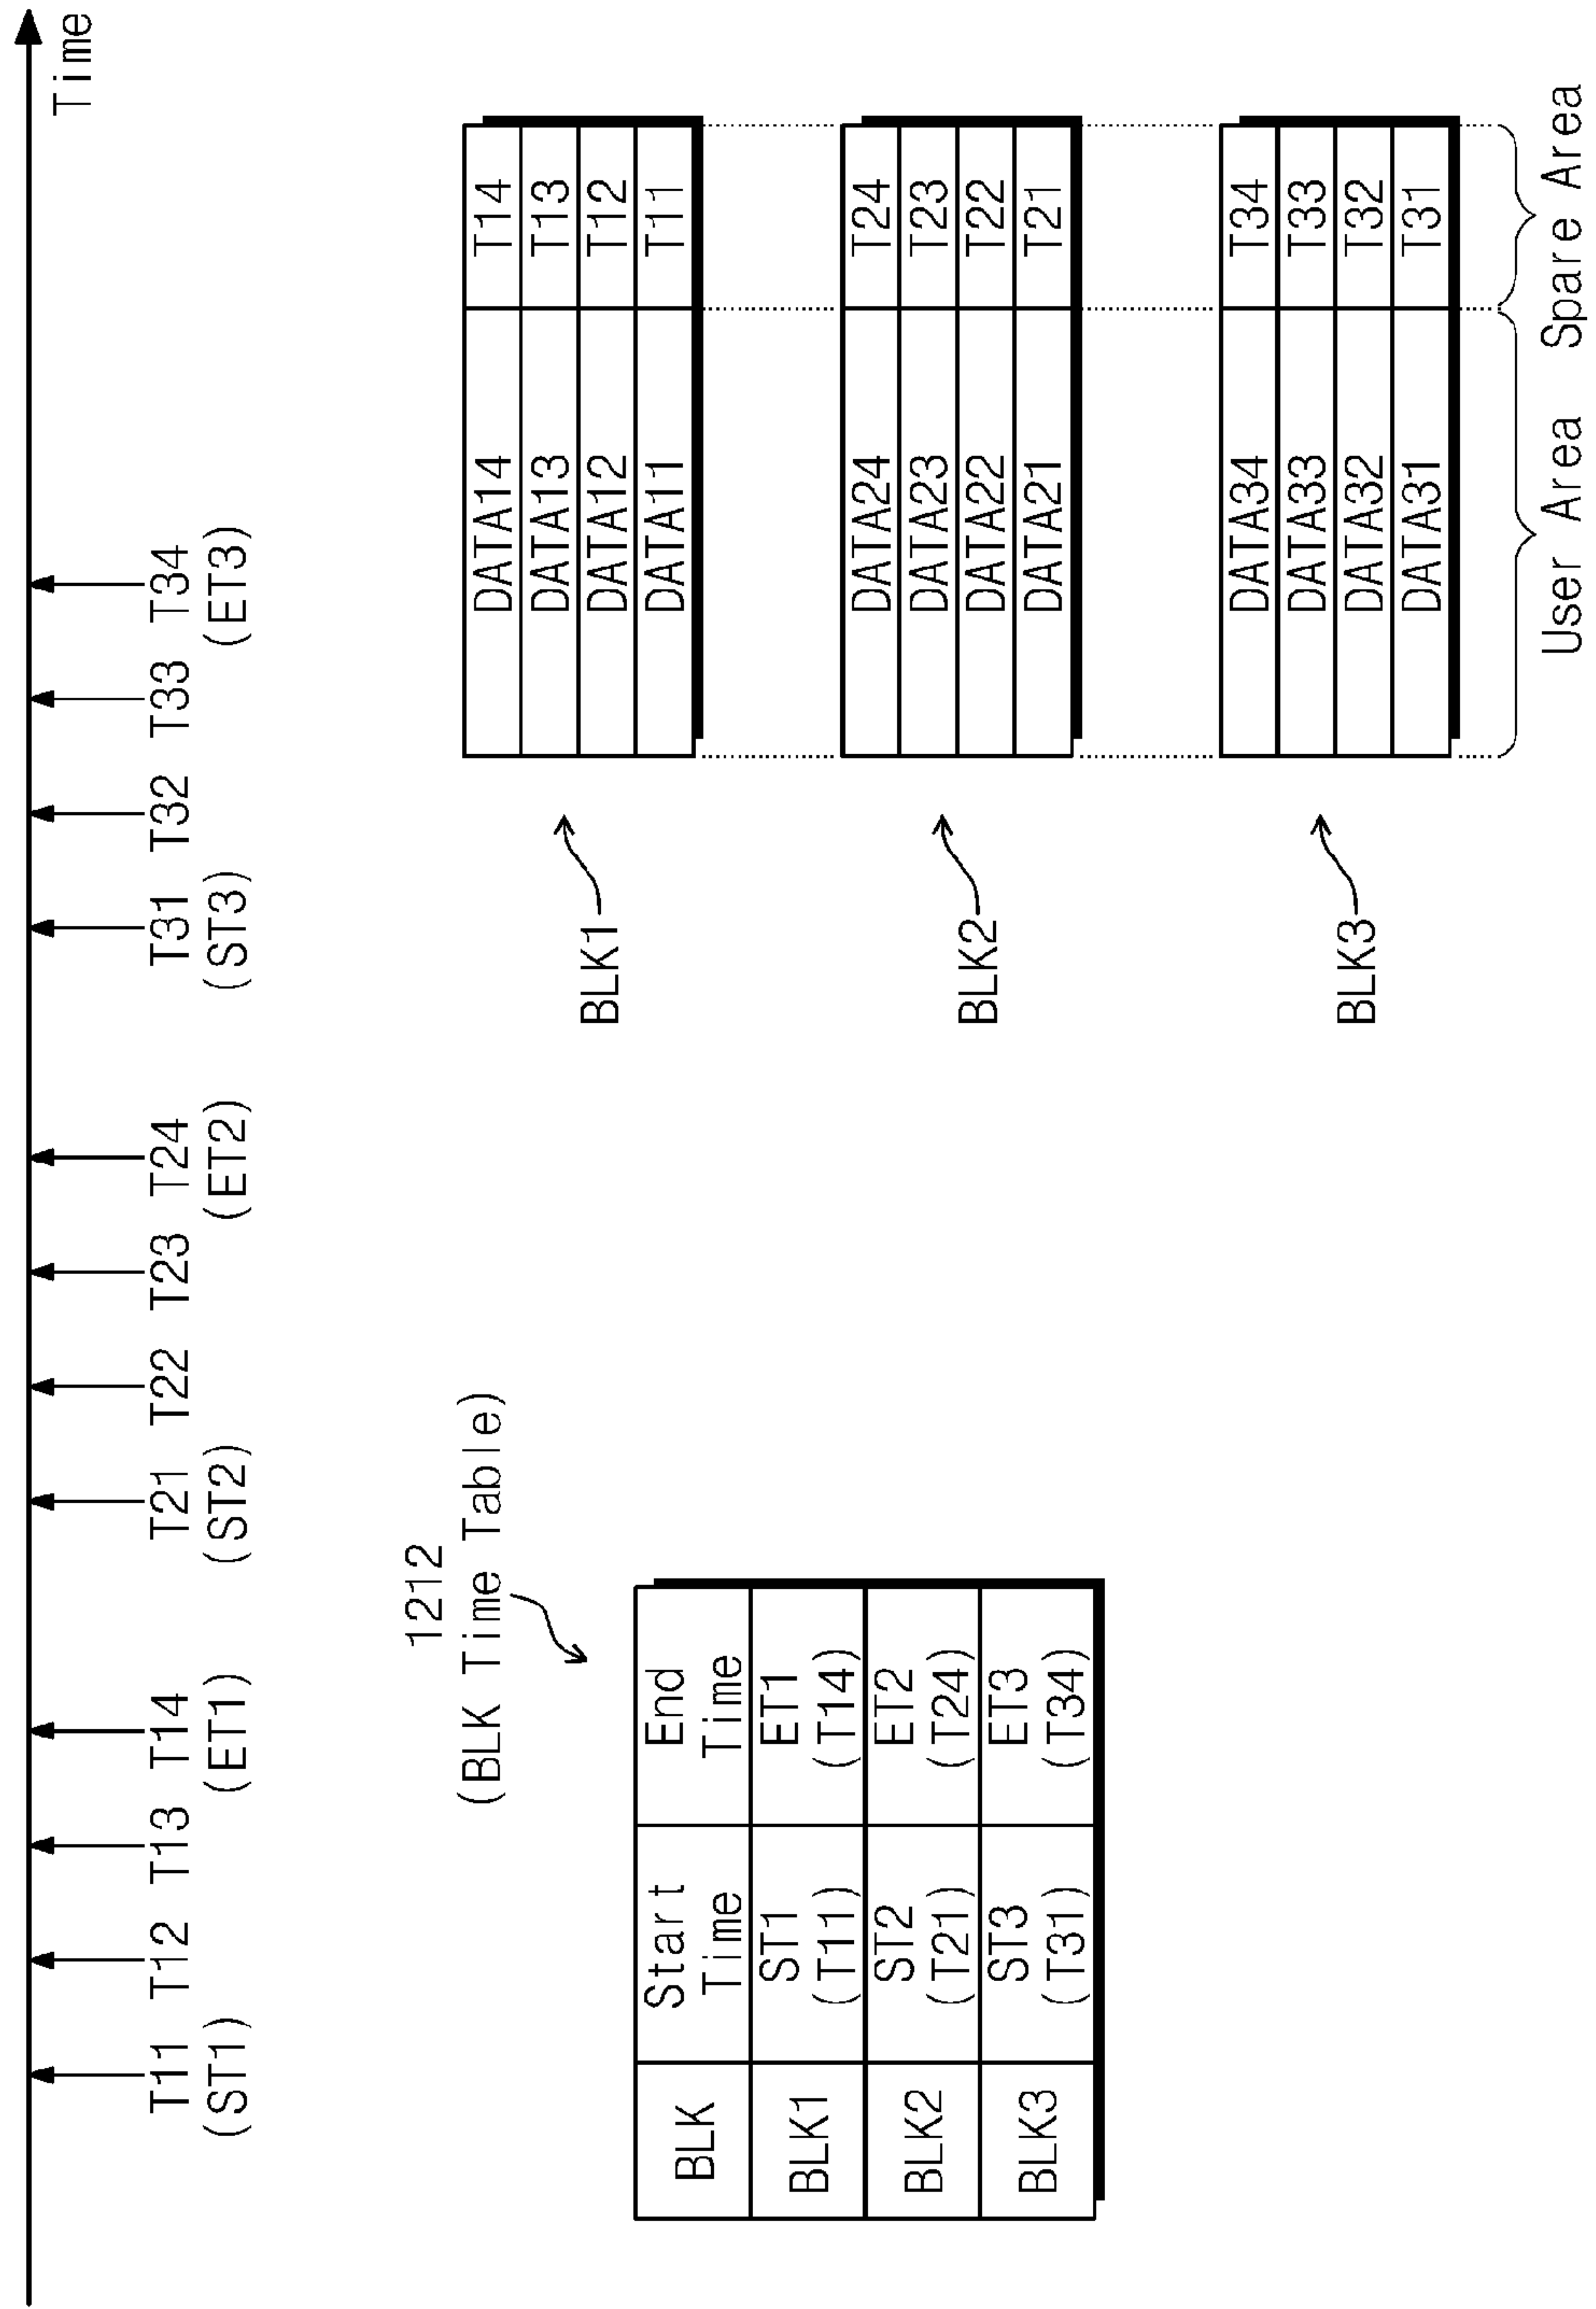 T11 T12 T13 T14 T21 T22 T23 T24 T31 T32 T33 T34 Time
(ST1) (ET1) (ST2) (ET2) (ST3) (ET3)
1212
(BLK Time Table)
BLK Start Time End Time
BLK1 ST1 (T11) ET1 (T14)
BLK2 ST2 (T21) ET2 (T24)
BLK3 ST3 (T31) ET3 (T34)
BLK1
DATA14 T14
DATA13 T13
DATA12 T12
DATA11 T11
BLK2
DATA24 T24
DATA23 T23
DATA22 T22
DATA21 T21
BLK3
DATA34 T34
DATA33 T33
DATA32 T32
DATA31 T31
User Area Spare Area